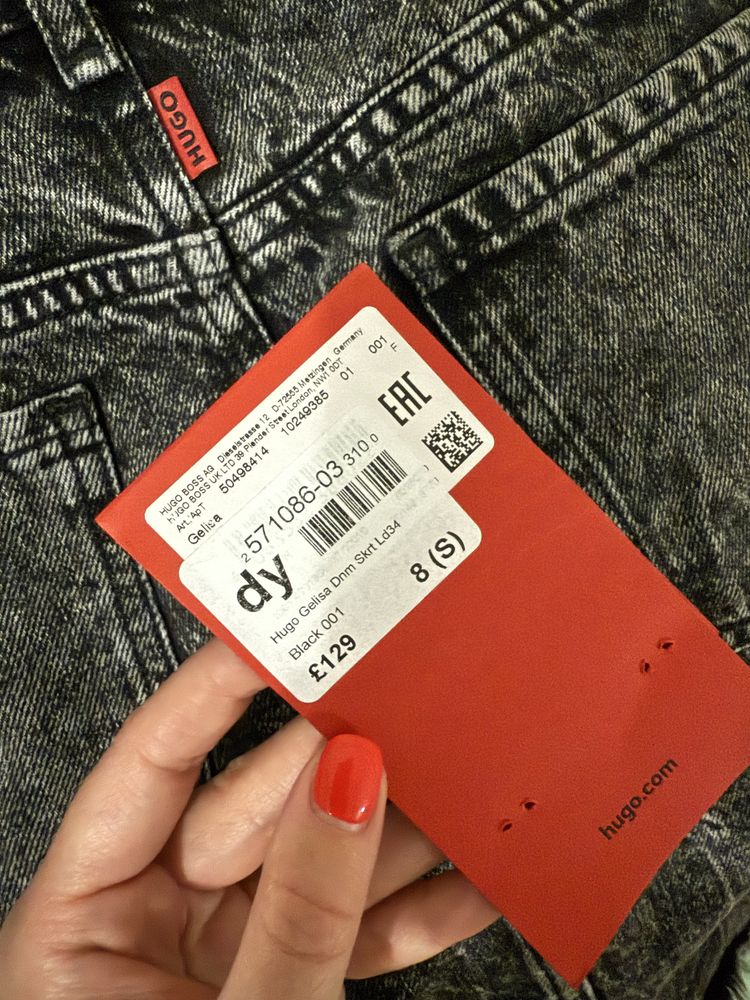 HUGO
HUGO BOSS AG Dieselstrasse 12 D-72555 Metzingen Germany
HUGO BOSS UK LTD 39 Plender Street London, NW1 0DT
Art./ApT 50498414 10249385 01 001
Gelisa F
EAC
2 571086-03 310 0
dy
Hugo Gelisa Dnm Skrt Ld34
Black 001 8 (S)
£129
hugo.com